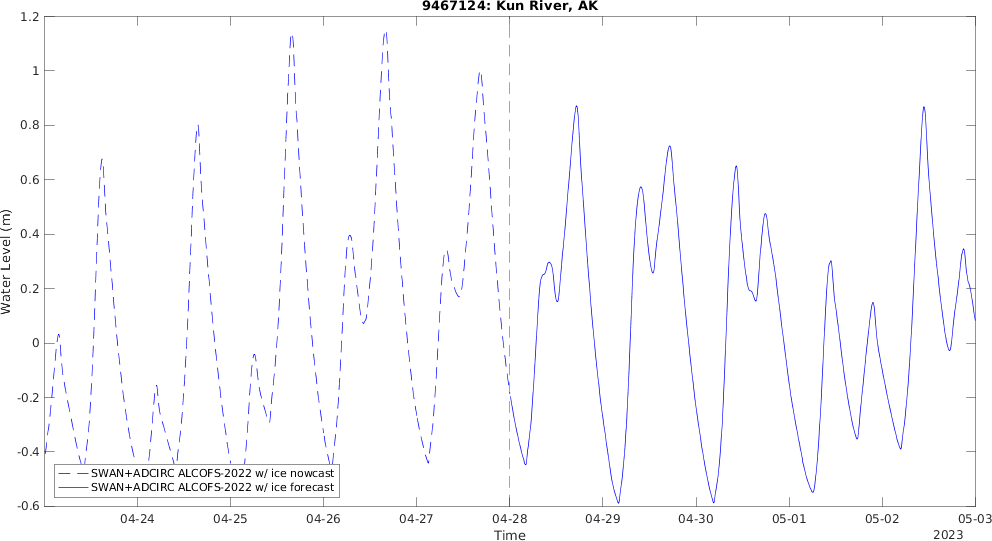 9467124: Kun River, AK
1.2
1
0.8
0.6
0.4
0.2
0
-0.2
-0.4
-0.6
Water Level (m)
SWAN+ADCIRC ALCOFS-2022 w/ ice nowcast
SWAN+ADCIRC ALCOFS-2022 w/ ice forecast
04-24 04-25 04-26 04-27 04-28 04-29 04-30 05-01 05-02 05-03
Time
2023